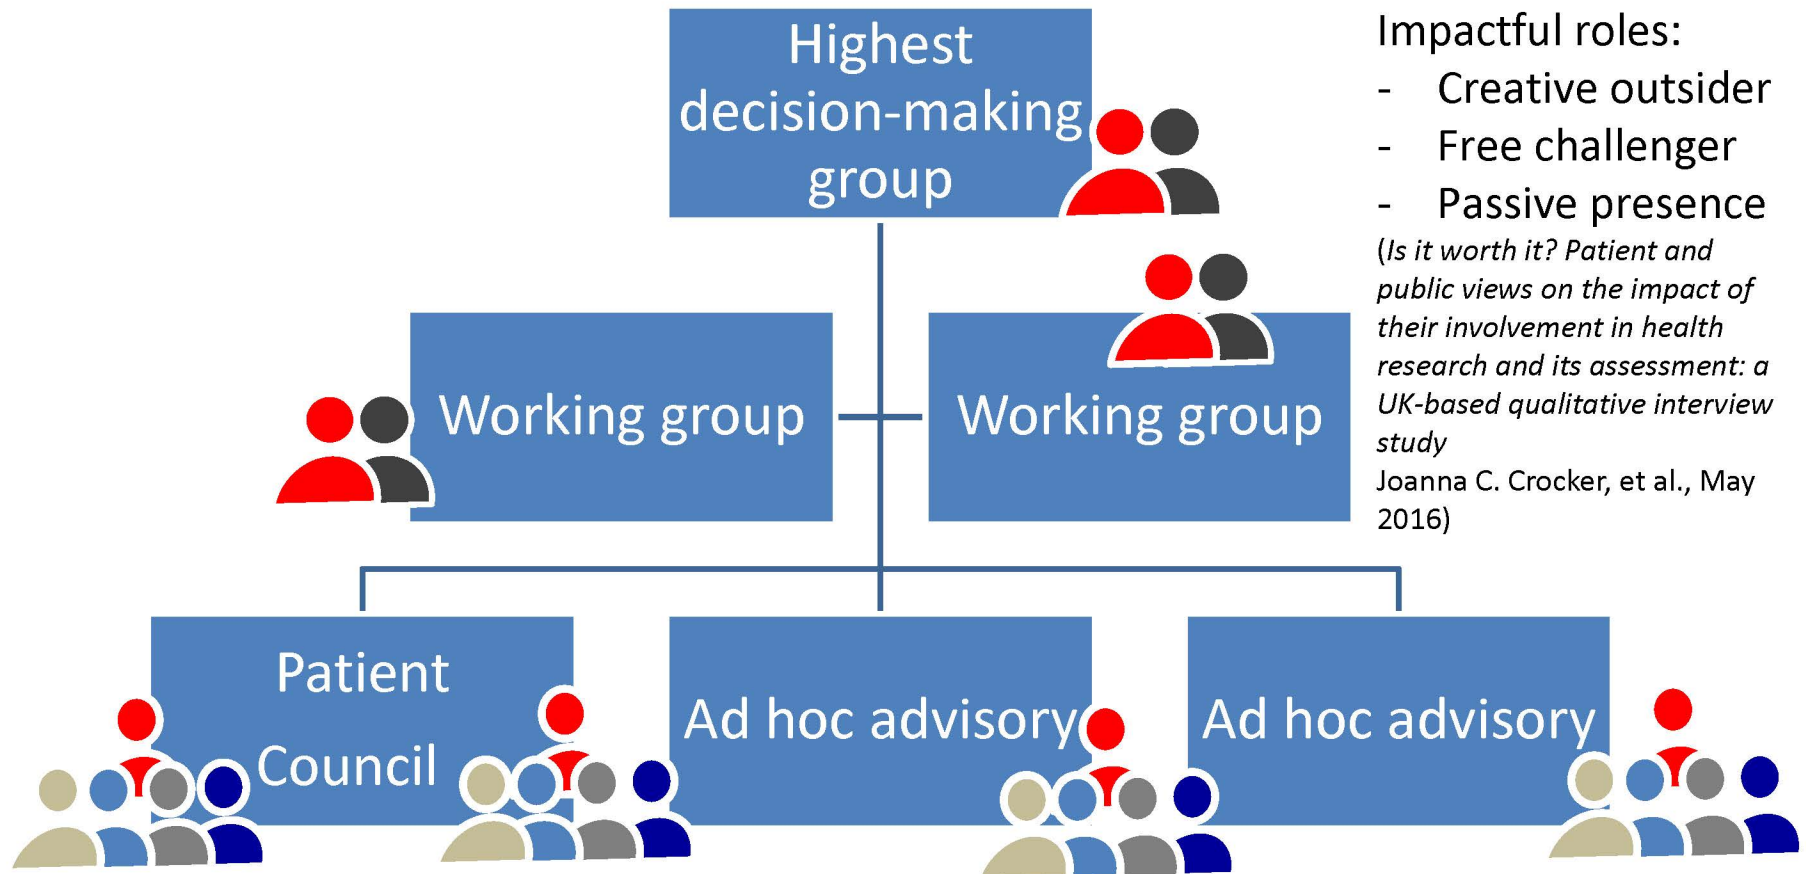 Highest
decision-making
group
Impactful roles:
- Creative outsider
- Free challenger
- Passive presence
(Is it worth it? Patient and
public views on the impact of
their involvement in health
research and its assessment: a
UK-based qualitative interview
study
Joanna C. Crocker, et al., May
2016)
Working group
Working group
Patient
Council
Ad hoc advisory
Ad hoc advisory